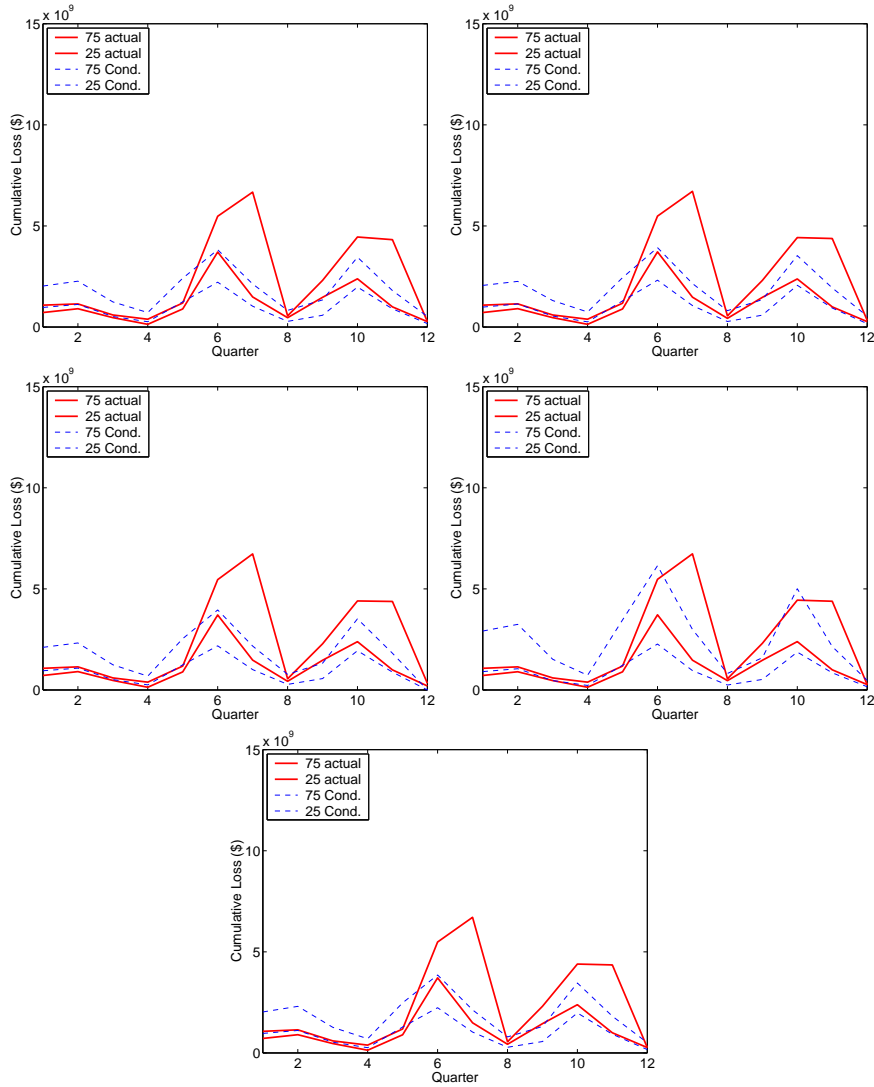 x 10^9
15
10
5
0
75 actual
25 actual
75 Cond.
25 Cond.
Cumulative Loss ($)
2 4 6 8 10 12
Quarter
x 10^9
15
10
5
0
75 actual
25 actual
75 Cond.
25 Cond.
Cumulative Loss ($)
2 4 6 8 10 12
Quarter
x 10^9
15
10
5
0
75 actual
25 actual
75 Cond.
25 Cond.
Cumulative Loss ($)
2 4 6 8 10 12
Quarter
x 10^9
15
10
5
0
75 actual
25 actual
75 Cond.
25 Cond.
Cumulative Loss ($)
2 4 6 8 10 12
Quarter
x 10^9
15
10
5
0
75 actual
25 actual
75 Cond.
25 Cond.
Cumulative Loss ($)
2 4 6 8 10 12
Quarter